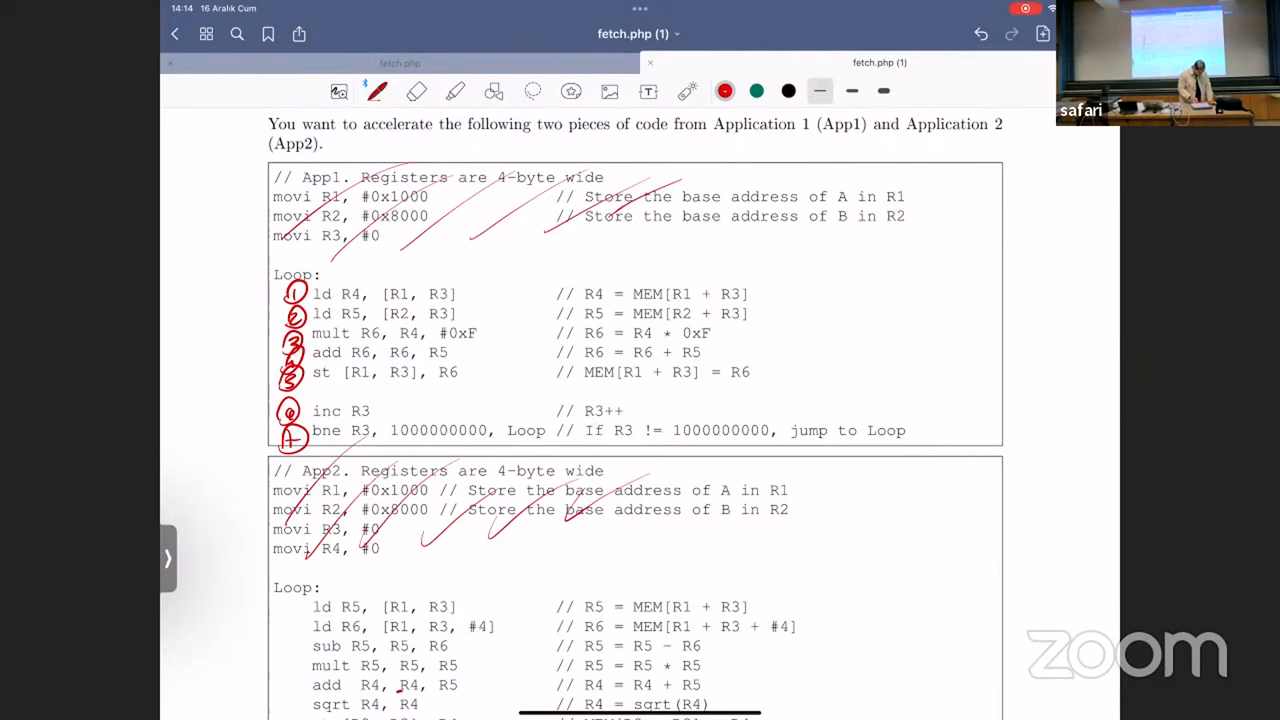 14:14 16 Aralık Cum
fetch.php (1)
fetch.php
fetch.php (1)
safari
You want to accelerate the following two pieces of code from Application 1 (App1) and Application 2
(App2).
// App1. Registers are 4-byte wide
movi R1, #0x1000 // Store the base address of A in R1
movi R2, #0x8000 // Store the base address of B in R2
movi R3, #0
Loop:
1 ld R4, [R1, R3] // R4 = MEM[R1 + R3]
2 ld R5, [R2, R3] // R5 = MEM[R2 + R3]
3 mult R6, R4, #0xF // R6 = R4 * 0xF
4 add R6, R6, R5 // R6 = R6 + R5
5 st [R1, R3], R6 // MEM[R1 + R3] = R6
6 inc R3 // R3++
7 bne R3, 1000000000, Loop // If R3 != 1000000000, jump to Loop
// App2. Registers are 4-byte wide
movi R1, #0x1000 // Store the base address of A in R1
movi R2, #0x8000 // Store the base address of B in R2
movi R3, #0
movi R4, #0
Loop:
ld R5, [R1, R3] // R5 = MEM[R1 + R3]
ld R6, [R1, R3, #4] // R6 = MEM[R1 + R3 + #4]
sub R5, R5, R6 // R5 = R5 - R6
mult R5, R5, R5 // R5 = R5 * R5
add R4, R4, R5 // R4 = R4 + R5
sqrt R4, R4 // R4 = sqrt(R4)
zoom